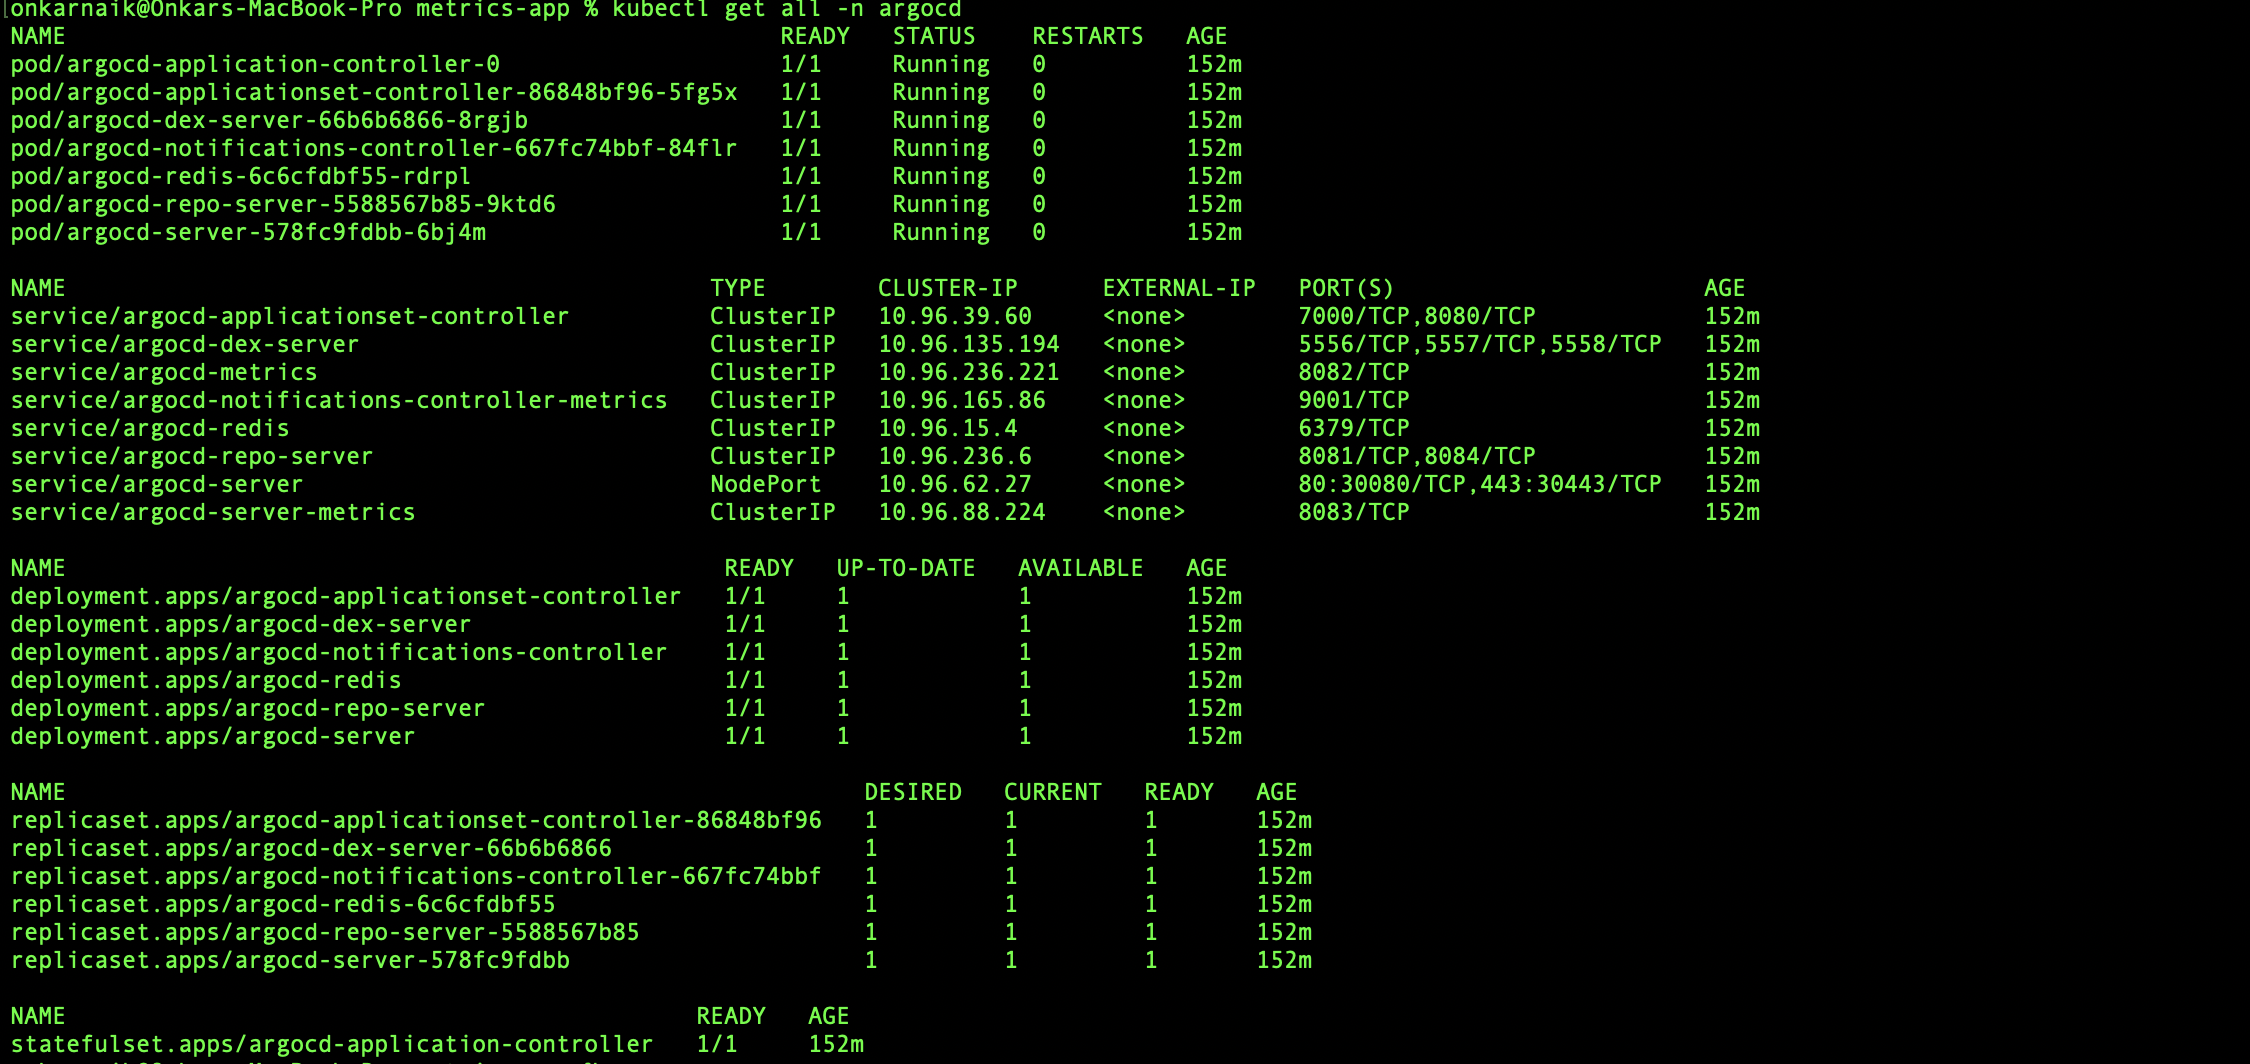 onkarnaik@Onkars-MacBook-Pro metrics-app % kubectl get all -n argocd
NAME READY STATUS RESTARTS AGE
pod/argocd-application-controller-0 1/1 Running 0 152m
pod/argocd-applicationset-controller-86848bf96-5fg5x 1/1 Running 0 152m
pod/argocd-dex-server-66b6b6866-8rgjb 1/1 Running 0 152m
pod/argocd-notifications-controller-667fc74bbf-84flr 1/1 Running 0 152m
pod/argocd-redis-6c6cfdbf55-rdrpl 1/1 Running 0 152m
pod/argocd-repo-server-5588567b85-9ktd6 1/1 Running 0 152m
pod/argocd-server-578fc9fdbb-6bj4m 1/1 Running 0 152m
NAME TYPE CLUSTER-IP EXTERNAL-IP PORT(S) AGE
service/argocd-applicationset-controller ClusterIP 10.96.39.60 <none> 7000/TCP,8080/TCP 152m
service/argocd-dex-server ClusterIP 10.96.135.194 <none> 5556/TCP,5557/TCP,5558/TCP 152m
service/argocd-metrics ClusterIP 10.96.236.221 <none> 8082/TCP 152m
service/argocd-notifications-controller-metrics ClusterIP 10.96.165.86 <none> 9001/TCP 152m
service/argocd-redis ClusterIP 10.96.15.4 <none> 6379/TCP 152m
service/argocd-repo-server ClusterIP 10.96.236.6 <none> 8081/TCP,8084/TCP 152m
service/argocd-server NodePort 10.96.62.27 <none> 80:30080/TCP,443:30443/TCP 152m
service/argocd-server-metrics ClusterIP 10.96.88.224 <none> 8083/TCP 152m
NAME READY UP-TO-DATE AVAILABLE AGE
deployment.apps/argocd-applicationset-controller 1/1 1 1 152m
deployment.apps/argocd-dex-server 1/1 1 1 152m
deployment.apps/argocd-notifications-controller 1/1 1 1 152m
deployment.apps/argocd-redis 1/1 1 1 152m
deployment.apps/argocd-repo-server 1/1 1 1 152m
deployment.apps/argocd-server 1/1 1 1 152m
NAME DESIRED CURRENT READY AGE
replicaset.apps/argocd-applicationset-controller-86848bf96 1 1 1 152m
replicaset.apps/argocd-dex-server-66b6b6866 1 1 1 152m
replicaset.apps/argocd-notifications-controller-667fc74bbf 1 1 1 152m
replicaset.apps/argocd-redis-6c6cfdbf55 1 1 1 152m
replicaset.apps/argocd-repo-server-5588567b85 1 1 1 152m
replicaset.apps/argocd-server-578fc9fdbb 1 1 1 152m
NAME READY AGE
statefulset.apps/argocd-application-controller 1/1 152m